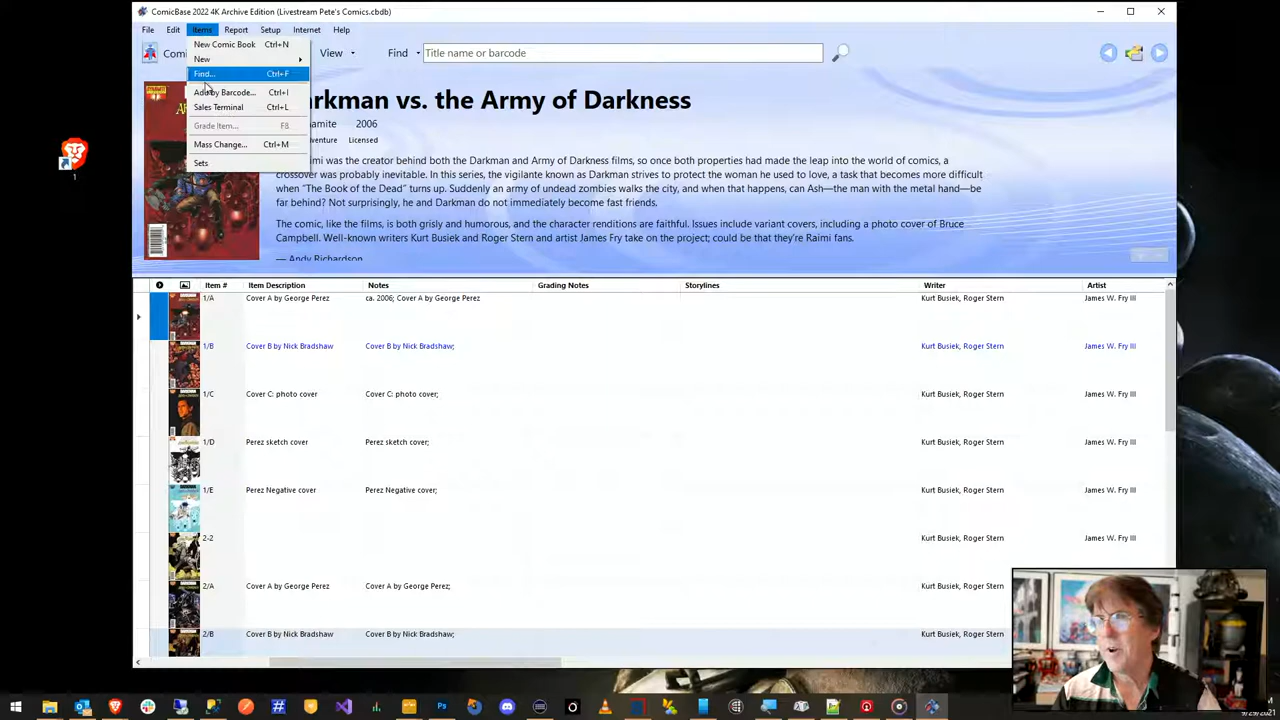 ComicBase 2022 4K Archive Edition (Livestream Pete's Comics.cbdb)
File Edit Items Report Setup Internet Help
New Comic Book Ctrl+N
New
Find... Ctrl+F
Add by Barcode... Ctrl+I
Sales Terminal Ctrl+L
Grade Item... F8
Mass Change... Ctrl+M
Sets
View Find Title name or barcode
arkman vs. the Army of Darkness
2006
Licensed
was the creator behind both the Darkman and Army of Darkness films, so once both properties had made the leap into the world of comics, a
crossover was probably inevitable. In this series, the vigilante known as Darkman strives to protect the woman he used to love, a task that becomes more difficult
when "The Book of the Dead" turns up. Suddenly an army of undead zombies walks the city, and when that happens, can Ash—the man with the metal hand—be
far behind? Not surprisingly, he and Darkman do not immediately become fast friends.
The comic, like the films, is both grisly and humorous, and the character renditions are faithful. Issues include variant covers, including a photo cover of Bruce
Campbell. Well-known writers Kurt Busiek and Roger Stern and artist James Fry take on the project; could be that they're Raimi fans.
— Andy Richardson
Item # Item Description Notes Grading Notes Storylines Writer Artist
1/A Cover A by George Perez ca. 2006; Cover A by George Perez Kurt Busiek, Roger Stern James W. Fry III
1/B Cover B by Nick Bradshaw Cover B by Nick Bradshaw; Kurt Busiek, Roger Stern James W. Fry III
1/C Cover C: photo cover Cover C: photo cover; Kurt Busiek, Roger Stern James W. Fry III
1/D Perez sketch cover Perez sketch cover; Kurt Busiek, Roger Stern James W. Fry III
1/E Perez Negative cover Perez Negative cover; Kurt Busiek, Roger Stern James W. Fry III
2-2 Kurt Busiek, Roger Stern James W. Fry III
2/A Cover A by George Perez Cover A by George Perez; Kurt Busiek, Roger Stern James W. Fry III
2/B Cover B by Nick Bradshaw Cover B by Nick Bradshaw; Kurt Busiek, Roger Stern
1
9/29/2021